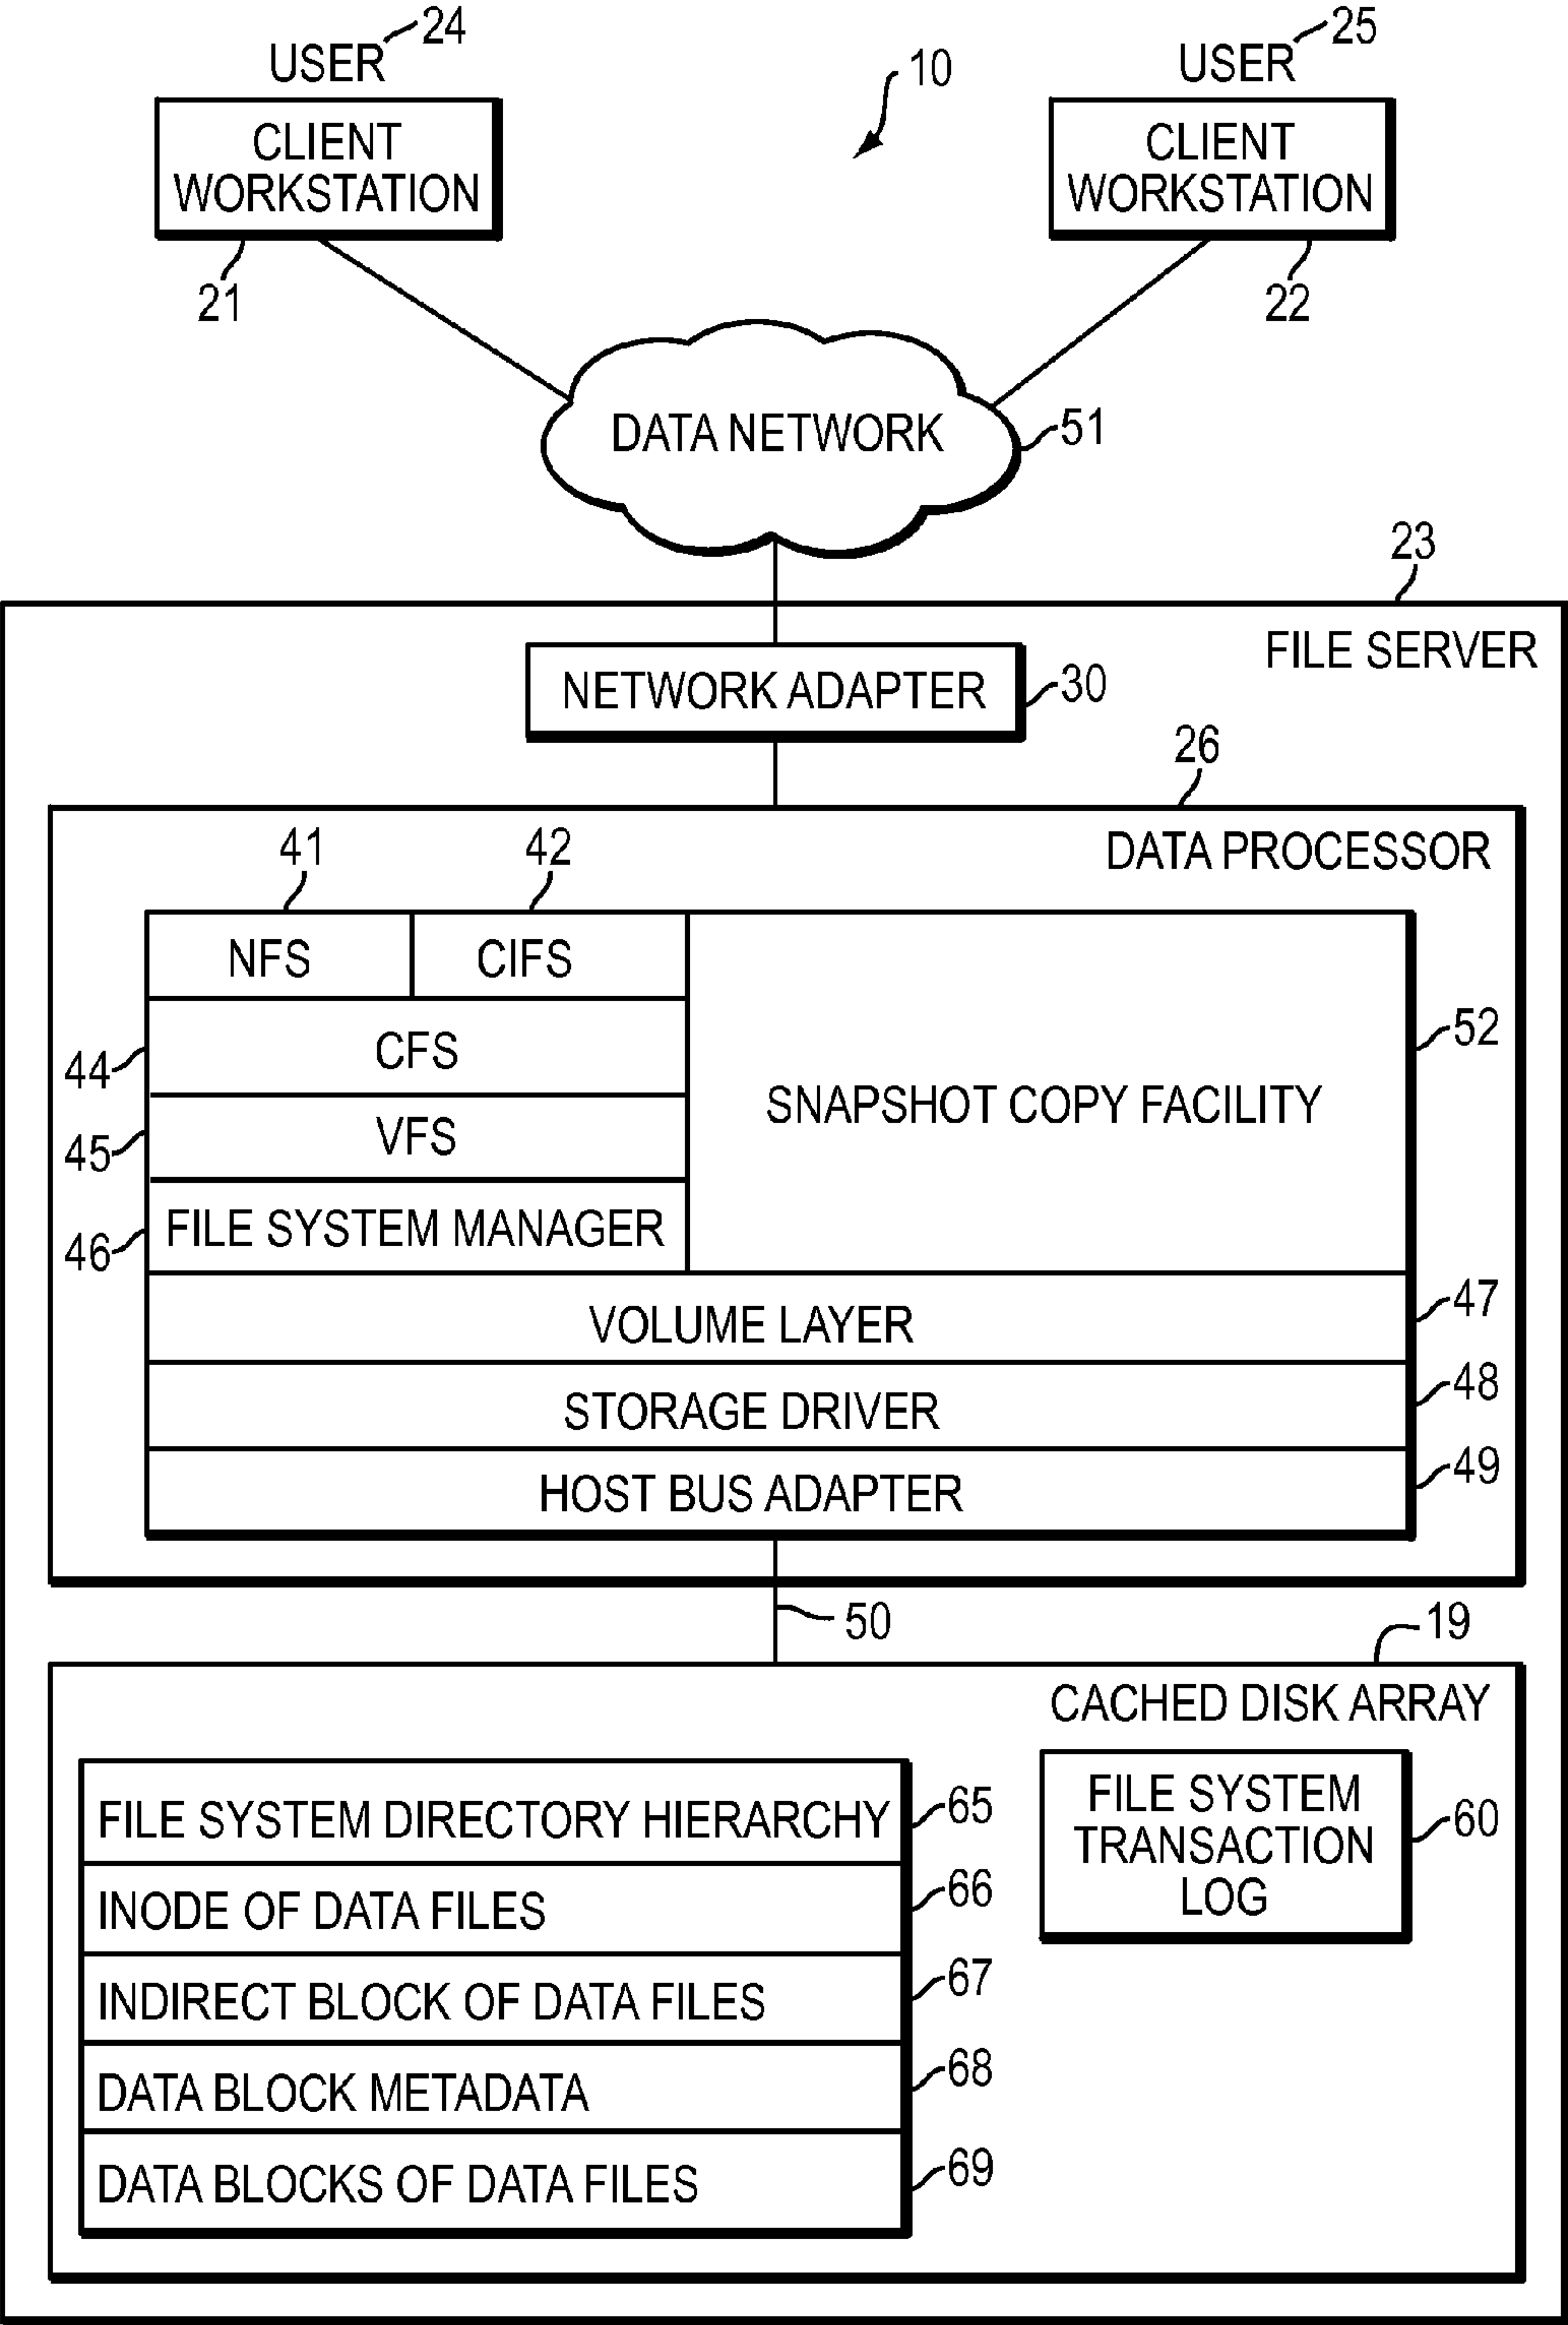 24
25
USER
USER
10
CLIENT
WORKSTATION
CLIENT
WORKSTATION
21
22
DATA NETWORK
51
23
FILE SERVER
NETWORK ADAPTER
30
26
DATA PROCESSOR
41
42
NFS
CIFS
52
44
CFS
SNAPSHOT COPY FACILITY
45
VFS
46
FILE SYSTEM MANAGER
VOLUME LAYER
47
STORAGE DRIVER
48
HOST BUS ADAPTER
49
50
19
CACHED DISK ARRAY
FILE SYSTEM DIRECTORY HIERARCHY
65
FILE SYSTEM
TRANSACTION
LOG
60
INODE OF DATA FILES
66
INDIRECT BLOCK OF DATA FILES
67
DATA BLOCK METADATA
68
DATA BLOCKS OF DATA FILES
69